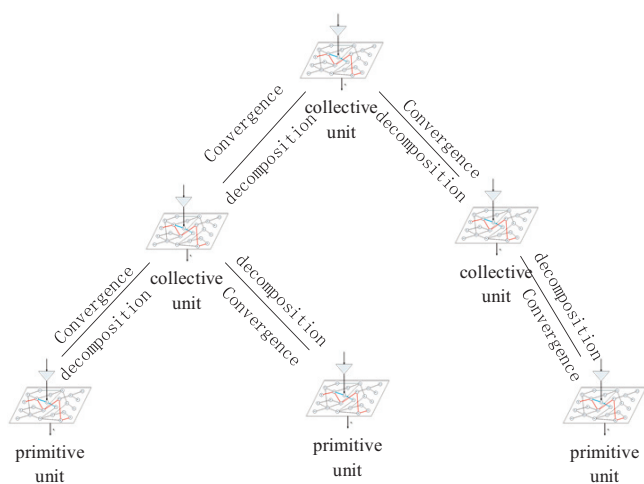 collective
unit
Convergence
decomposition
Convergence
decomposition
collective
unit
collective
unit
Convergence
decomposition
decomposition
Convergence
decomposition
Convergence
primitive
unit
primitive
unit
primitive
unit